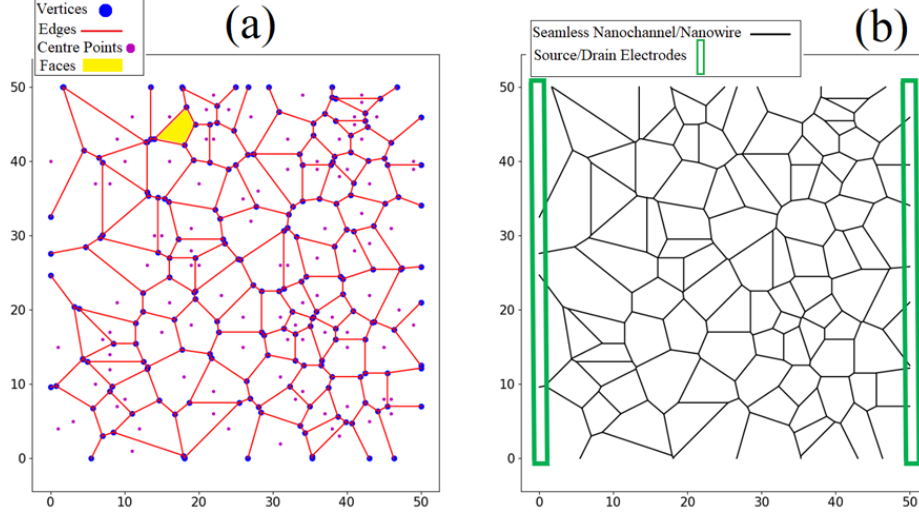 Vertices
Edges
Centre Points
Faces
(a)
Seamless Nanochannel/Nanowire
Source/Drain Electrodes
(b)
50
40
30
20
10
0
0 10 20 30 40 50
50
40
30
20
10
0
0 10 20 30 40 50